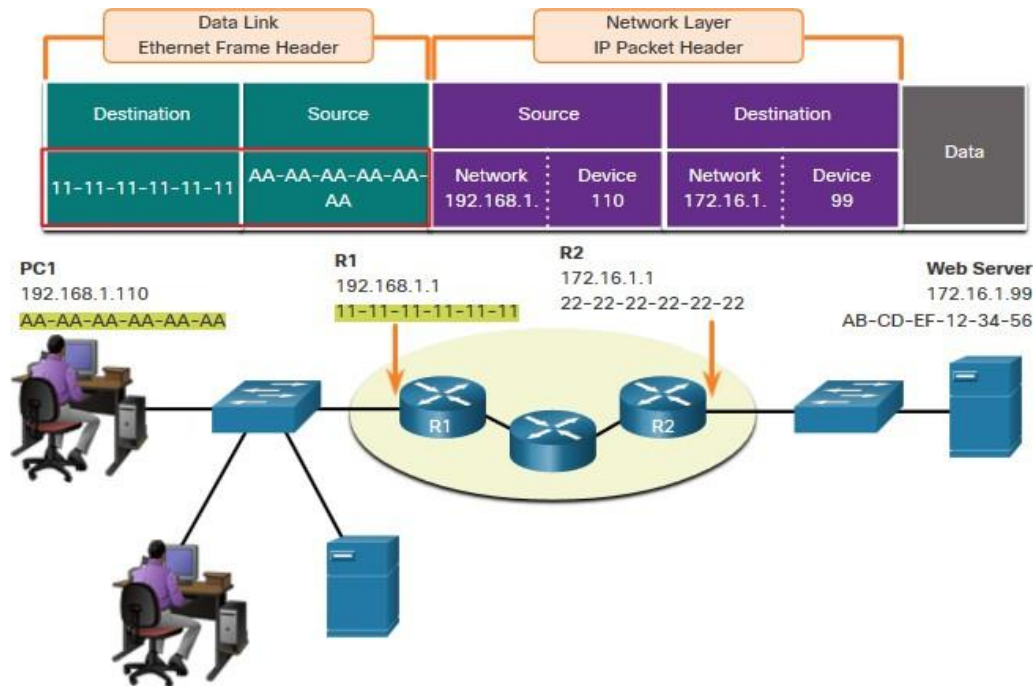 Data Link
Ethernet Frame Header
Network Layer
IP Packet Header
Destination
Source
Source
Destination
Data
11-11-11-11-11-11
AA-AA-AA-AA-AA-
AA
Network
192.168.1.
Device
110
Network
172.16.1.
Device
99
PC1
192.168.1.110
AA-AA-AA-AA-AA-AA
R1
192.168.1.1
11-11-11-11-11-11
R2
172.16.1.1
22-22-22-22-22-22
Web Server
172.16.1.99
AB-CD-EF-12-34-56
R1
R2